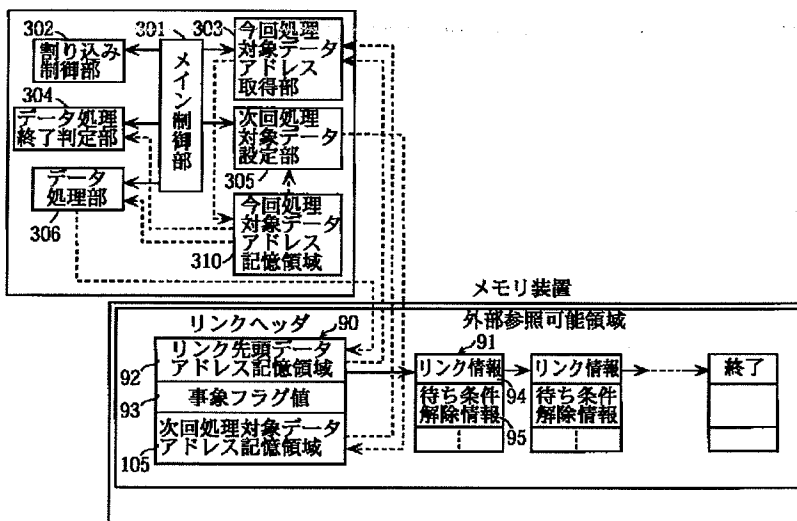 302
割り込み
制御部
304
データ処理
終了判定部
データ
処理部
306
301
メイン制御部
303
今回処理
対象データ
アドレス
取得部
次回処理
対象データ
設定部
305
今回処理
対象データ
アドレス
記憶領域
310
メモリ装置
外部参照可能領域
リンクヘッダ
90
リンク先頭データ
アドレス記憶領域
92
事象フラグ値
93
次回処理対象データ
アドレス記憶領域
105
91
リンク情報
94
待ち条件
解除情報
95
リンク情報
待ち条件
解除情報
終了